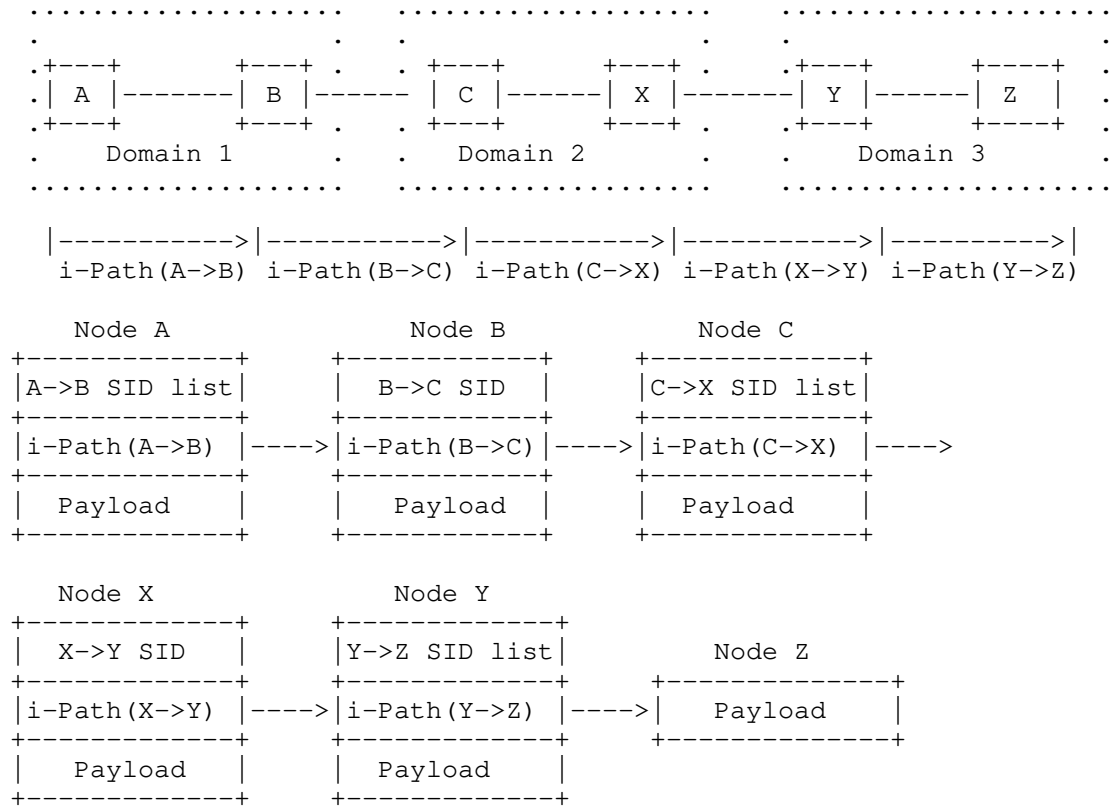 A B C X Y Z
Domain 1 Domain 2 Domain 3
i-Path(A->B) i-Path(B->C) i-Path(C->X) i-Path(X->Y) i-Path(Y->Z)
Node A Node B Node C
A->B SID list B->C SID C->X SID list
i-Path(A->B) i-Path(B->C) i-Path(C->X)
Payload Payload Payload
Node X Node Y
X->Y SID Y->Z SID list Node Z
i-Path(X->Y) i-Path(Y->Z) Payload
Payload Payload